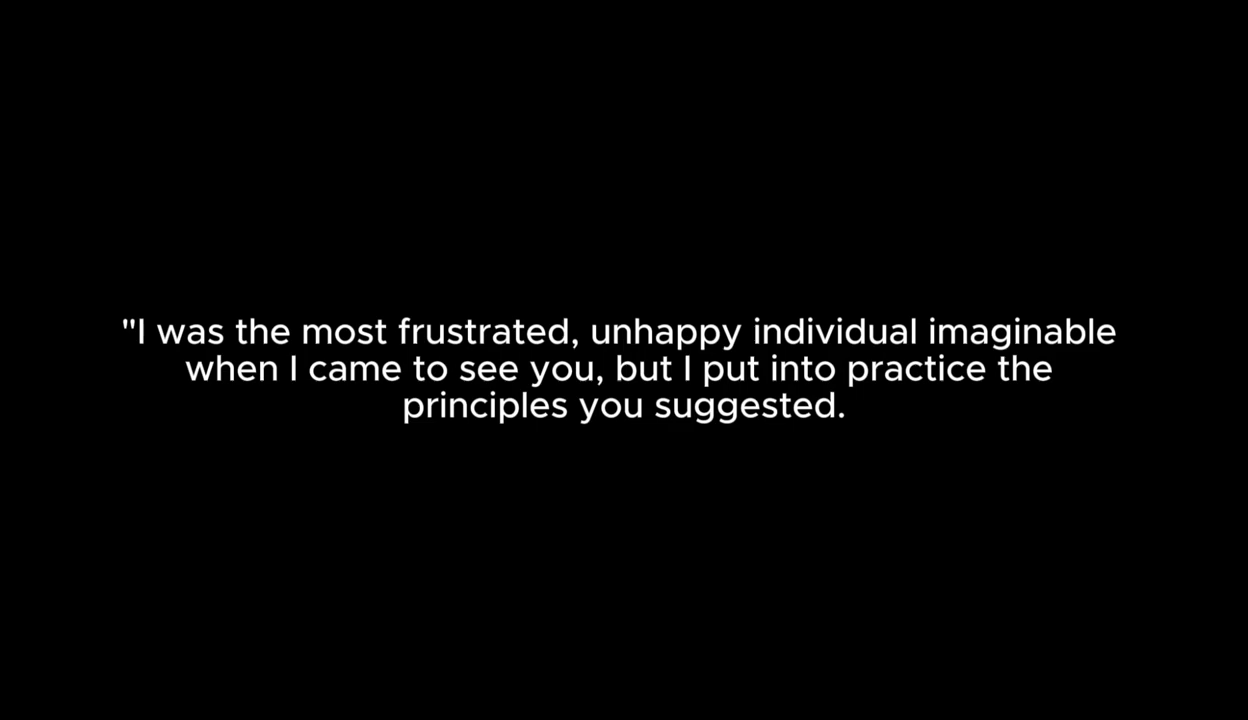 "I was the most frustrated, unhappy individual imaginable
when I came to see you, but I put into practice the
principles you suggested.